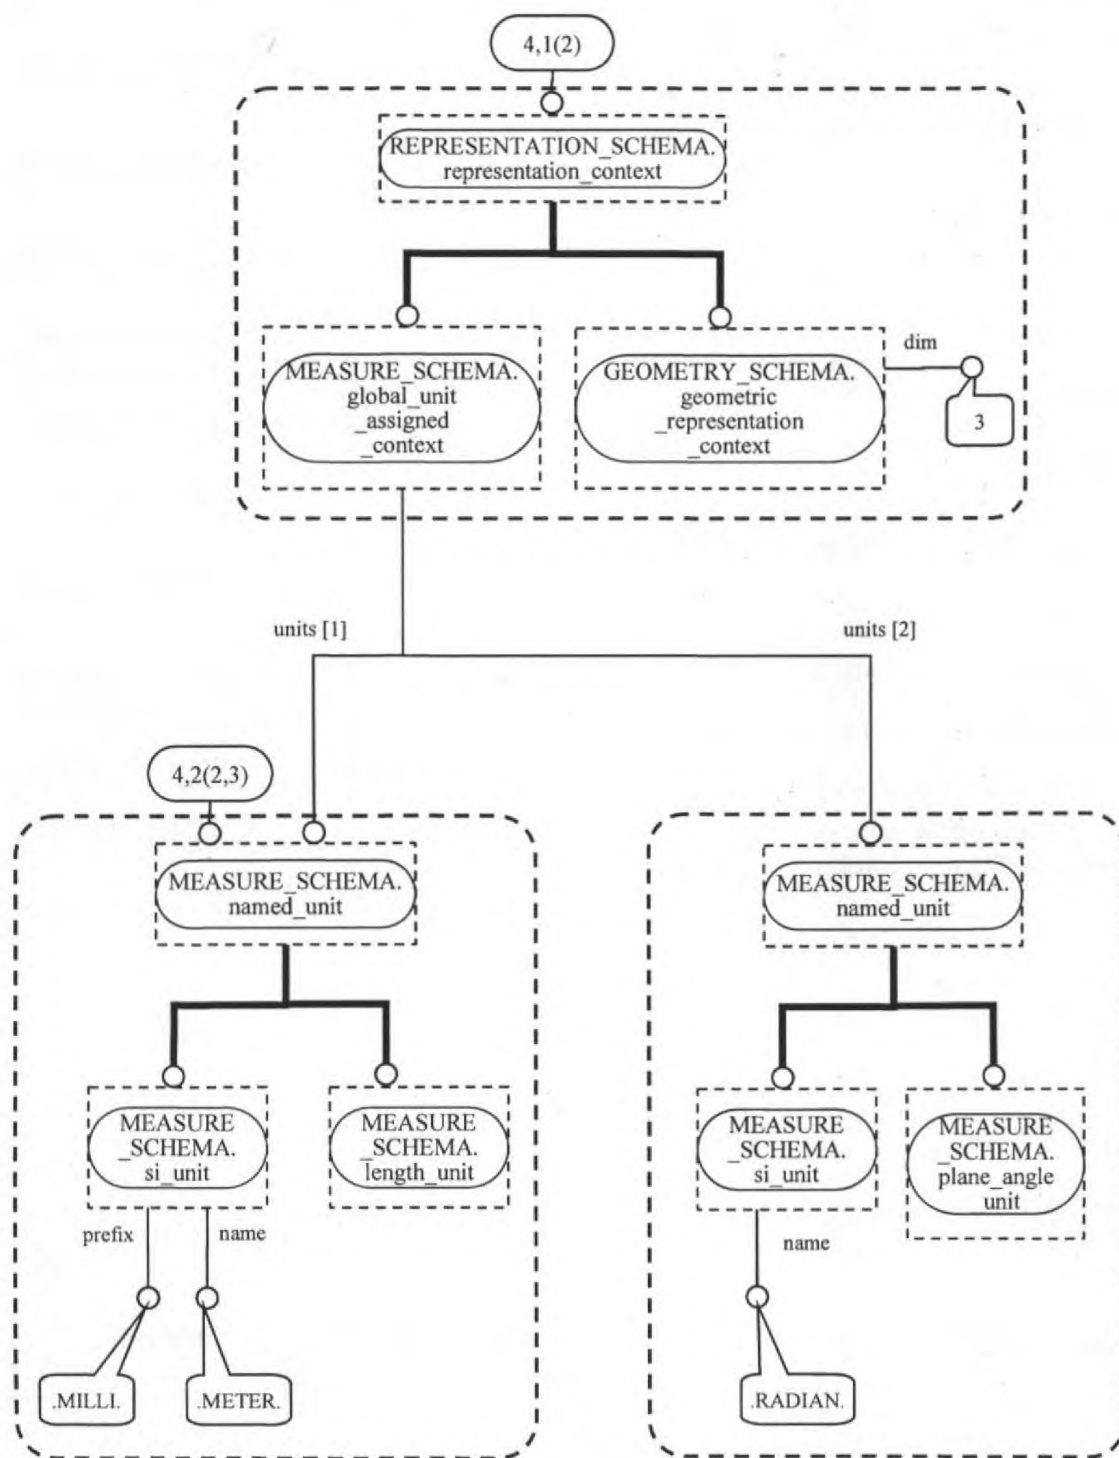 4,1(2)
REPRESENTATION_SCHEMA.
representation_context
MEASURE_SCHEMA.
global_unit
_assigned
_context
GEOMETRY_SCHEMA.
geometric
_representation
_context
dim
3
units [1]
units [2]
4,2(2,3)
MEASURE_SCHEMA.
named_unit
MEASURE_SCHEMA.
named_unit
MEASURE
_SCHEMA.
si_unit
MEASURE
_SCHEMA.
length_unit
MEASURE
_SCHEMA.
si_unit
MEASURE
_SCHEMA.
plane_angle
unit
prefix
name
name
.MILLI.
.METER.
.RADIAN.